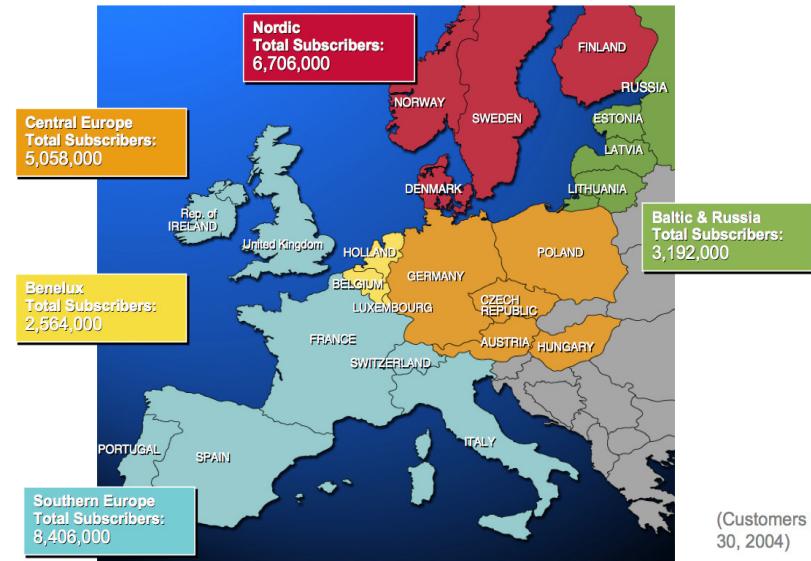 Nordic
Total Subscribers:
6,706,000
FINLAND
RUSSIA
NORWAY
SWEDEN
ESTONIA
Central Europe
Total Subscribers:
5,058,000
LATVIA
DENMARK
LITHUANIA
Rep. of
IRELAND
United Kingdom
Baltic & Russia
Total Subscribers:
3,192,000
HOLLAND
POLAND
BELGIUM
GERMANY
Benelux
Total Subscribers:
2,564,000
LUXEMBOURG
CZECH
REPUBLIC
FRANCE
AUSTRIA
HUNGARY
SWITZERLAND
PORTUGAL
SPAIN
ITALY
Southern Europe
Total Subscribers:
8,406,000
(Customers
30, 2004)